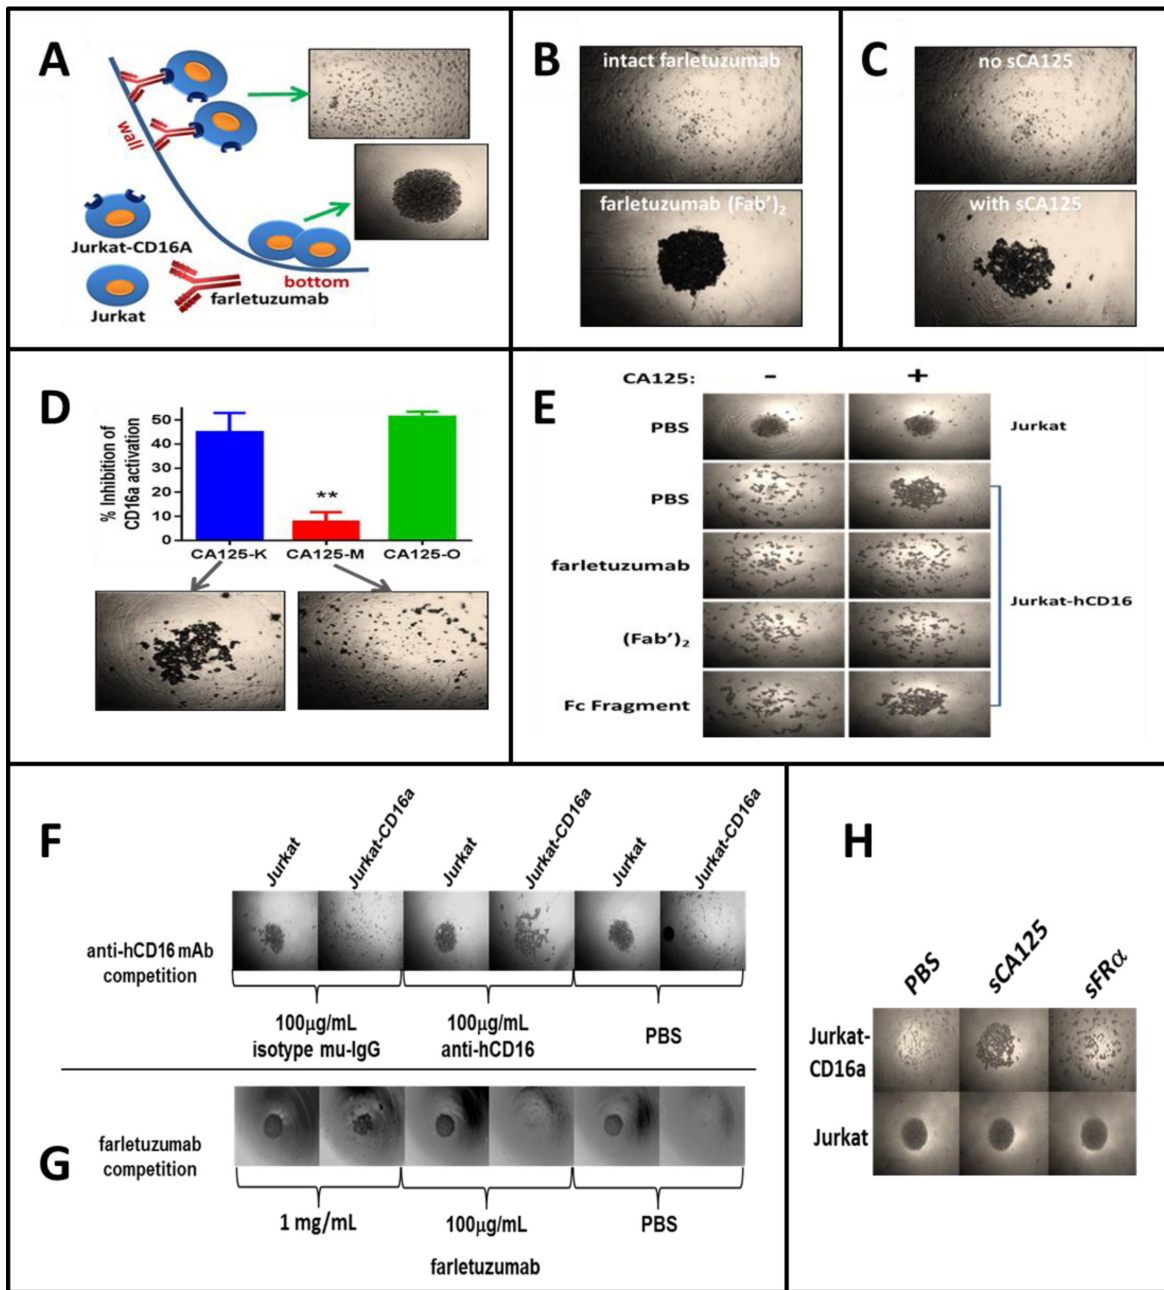 A
wall
Jurkat-CD16A
bottom
farletuzumab
Jurkat
B
intact farletuzumab
farletuzumab (Fab’)₂
C
no sCA125
with sCA125
D
% Inhibition of
CD16a activation
50
40
30
20
10
0
**
CA125-K CA125-M CA125-O
E
CA125: - +
PBS
Jurkat
PBS
farletuzumab
Jurkat-hCD16
(Fab’)₂
Fc Fragment
F
Jurkat Jurkat-CD16a Jurkat Jurkat-CD16a Jurkat Jurkat-CD16a
anti-hCD16 mAb
competition
100μg/mL
isotype mu-IgG
100μg/mL
anti-hCD16
PBS
G
farletuzumab
competition
1 mg/mL 100μg/mL PBS
farletuzumab
H
PBS sCA125 sFRα
Jurkat-
CD16a
Jurkat